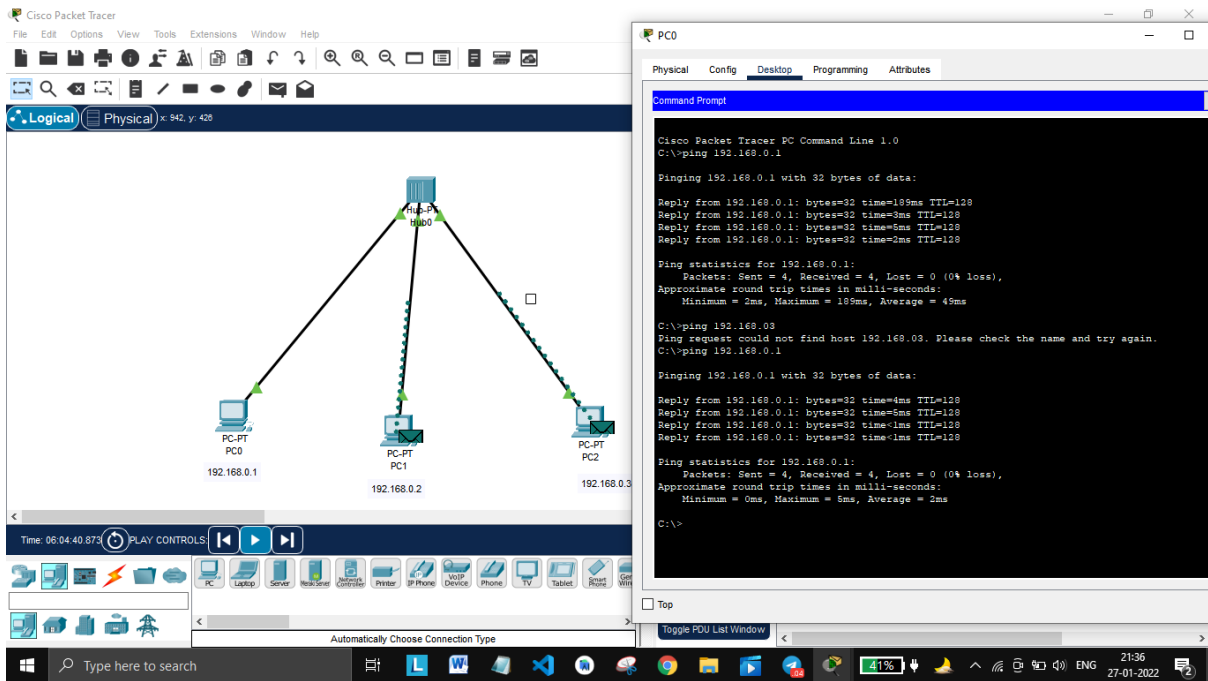 Cisco Packet Tracer
File Edit Options View Tools Extensions Window Help
Logical Physical x: 942, y: 426
Hub-PT
Hub0
PC-PT
PC0
192.168.0.1
PC-PT
PC1
192.168.0.2
PC-PT
PC2
192.168.0.3
Time: 06:04:40.873 PLAY CONTROLS:
PC Laptop Server Meraki Server Network Controller Printer IP Phone VoIP Device Phone TV Tablet Smart Phone
Automatically Choose Connection Type
PC0
Physical Config Desktop Programming Attributes
Command Prompt
Cisco Packet Tracer PC Command Line 1.0
C:\>ping 192.168.0.1
Pinging 192.168.0.1 with 32 bytes of data:
Reply from 192.168.0.1: bytes=32 time=189ms TTL=128
Reply from 192.168.0.1: bytes=32 time=3ms TTL=128
Reply from 192.168.0.1: bytes=32 time=5ms TTL=128
Reply from 192.168.0.1: bytes=32 time=2ms TTL=128
Ping statistics for 192.168.0.1:
Packets: Sent = 4, Received = 4, Lost = 0 (0% loss),
Approximate round trip times in milli-seconds:
Minimum = 2ms, Maximum = 189ms, Average = 49ms
C:\>ping 192.168.03
Ping request could not find host 192.168.03. Please check the name and try again.
C:\>ping 192.168.0.1
Pinging 192.168.0.1 with 32 bytes of data:
Reply from 192.168.0.1: bytes=32 time=4ms TTL=128
Reply from 192.168.0.1: bytes=32 time=5ms TTL=128
Reply from 192.168.0.1: bytes=32 time<1ms TTL=128
Reply from 192.168.0.1: bytes=32 time<1ms TTL=128
Ping statistics for 192.168.0.1:
Packets: Sent = 4, Received = 4, Lost = 0 (0% loss),
Approximate round trip times in milli-seconds:
Minimum = 0ms, Maximum = 5ms, Average = 2ms
C:\>
Top
Toggle PDU List Window
Type here to search
41%
ENG
21:36
27-01-2022
2